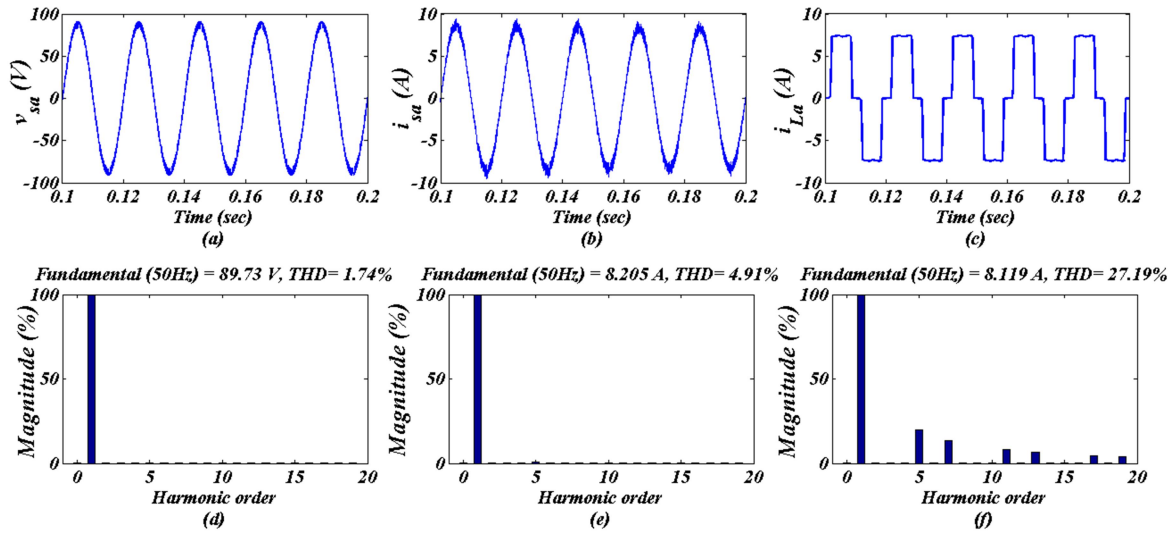 100
50
0
-50
-100
v sa (V)
0.1 0.12 0.14 0.16 0.18 0.2
Time (sec)
(a)
10
5
0
-5
-10
i sa (A)
0.1 0.12 0.14 0.16 0.18 0.2
Time (sec)
(b)
10
5
0
-5
-10
i La (A)
0.1 0.12 0.14 0.16 0.18 0.2
Time (sec)
(c)
Fundamental (50Hz) = 89.73 V, THD= 1.74%
100
50
0
Magnitude (%)
0 5 10 15 20
Harmonic order
(d)
Fundamental (50Hz) = 8.205 A, THD= 4.91%
100
50
0
Magnitude (%)
0 5 10 15 20
Harmonic order
(e)
Fundamental (50Hz) = 8.119 A, THD= 27.19%
100
50
0
Magnitude (%)
0 5 10 15 20
Harmonic order
(f)